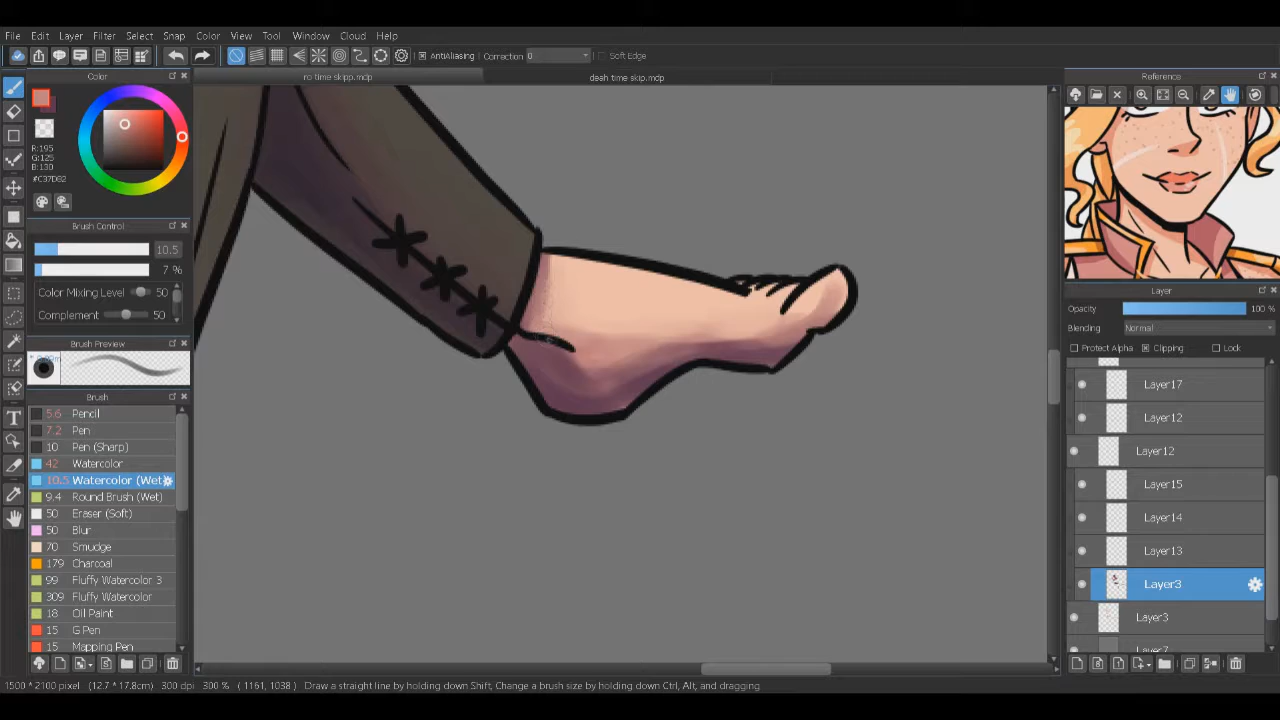 File Edit Layer Filter Select Snap Color View Tool Window Cloud Help
AntiAliasing Correction 0 Soft Edge
Color
ro time skipp.mdp
deah time skip.mdp
Reference
R:195
G:125
B:130
#C37D82
Brush Control
10.5
7 %
Color Mixing Level 50
Complement 50
Brush Preview
Brush
5.6 Pencil
7.2 Pen
10 Pen (Sharp)
42 Watercolor
10.5 Watercolor (Wet
9.4 Round Brush (Wet)
50 Eraser (Soft)
50 Blur
70 Smudge
179 Charcoal
99 Fluffy Watercolor 3
309 Fluffy Watercolor
18 Oil Paint
15 G Pen
15 Mapping Pen
Layer
Opacity 100 %
Blending Normal
Protect Alpha Clipping Lock
Layer17
Layer12
Layer12
Layer15
Layer14
Layer13
Layer3
Layer3
Layer7
1500 * 2100 pixel (12.7 * 17.8cm) 300 dpi 300 % ( 1161, 1038 ) Draw a straight line by holding down Shift, Change a brush size by holding down Ctrl, Alt, and dragging